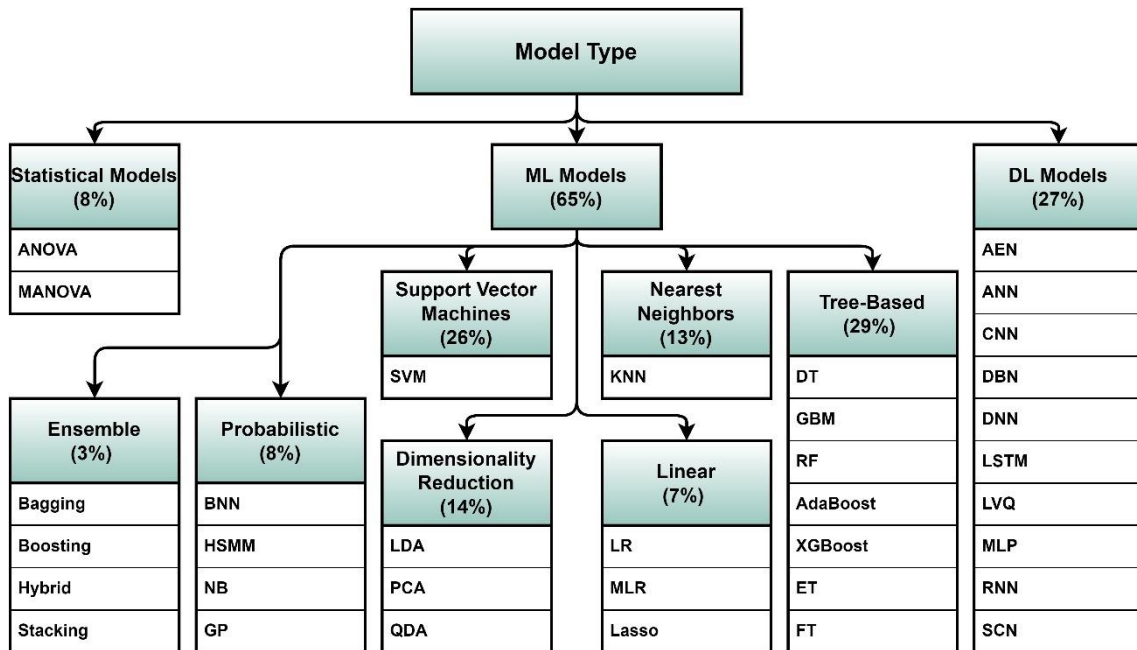 Model Type
Statistical Models
(8%)
ANOVA
MANOVA
ML Models
(65%)
DL Models
(27%)
AEN
ANN
CNN
DBN
DNN
LSTM
LVQ
MLP
RNN
SCN
Support Vector
Machines
(26%)
SVM
Nearest
Neighbors
(13%)
KNN
Tree-Based
(29%)
DT
GBM
RF
AdaBoost
XGBoost
ET
FT
Ensemble
(3%)
Bagging
Boosting
Hybrid
Stacking
Probabilistic
(8%)
BNN
HSMM
NB
GP
Dimensionality
Reduction
(14%)
LDA
PCA
QDA
Linear
(7%)
LR
MLR
Lasso